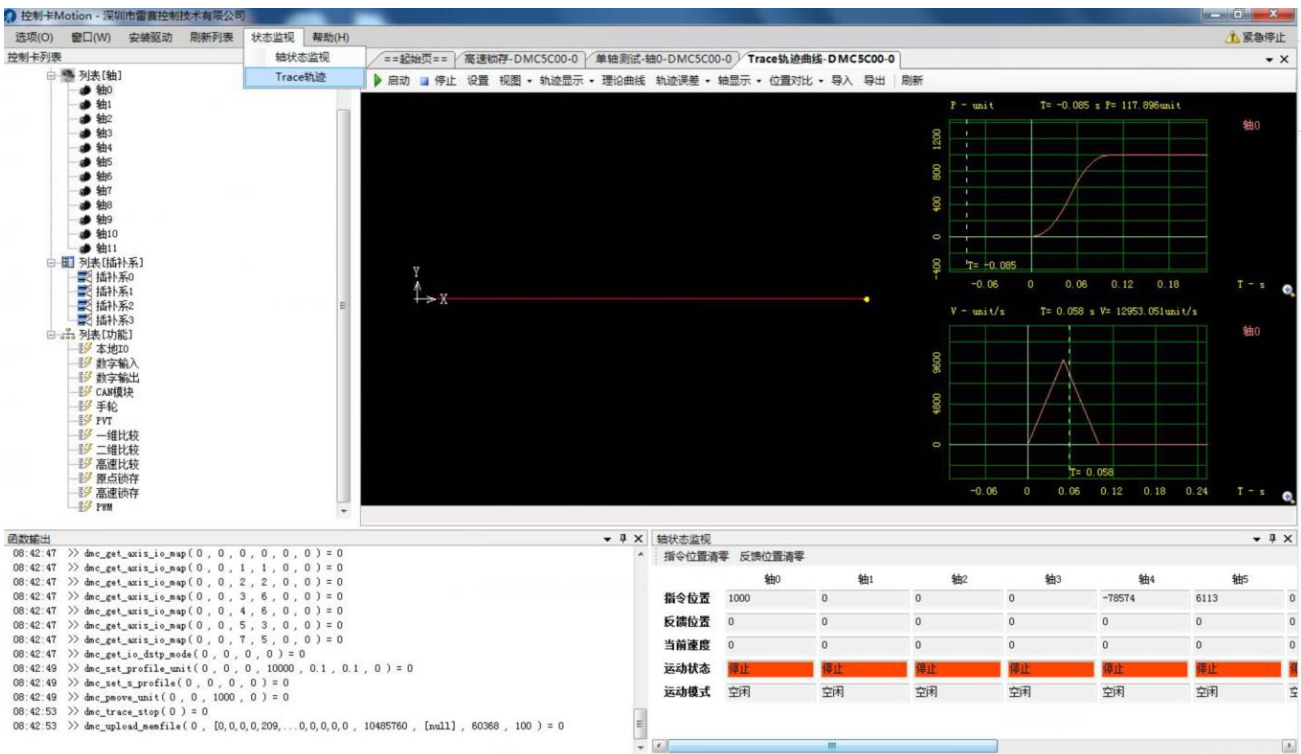 控制卡Motion - 深圳市雷赛控制技术有限公司
选项(O) 窗口(W) 安装驱动 刷新列表 状态监视 帮助(H) 紧急停止
轴状态监视
Trace轨迹
控制卡列表
列表[轴]
轴0
轴1
轴2
轴3
轴4
轴5
轴6
轴7
轴8
轴9
轴10
轴11
列表[插补系]
插补系0
插补系1
插补系2
插补系3
列表[功能]
本地IO
数字输入
数字输出
CAN模块
手轮
PVT
一维比较
二维比较
高速比较
原点锁存
高速锁存
PWM
==起始页== 高速锁存-DMC5C00-0 单轴测试-轴0-DMC5C00-0 Trace轨迹曲线-DMC5C00-0
启动 停止 设置 视图 轨迹显示 理论曲线 轨迹误差 轴显示 位置对比 导入 导出 刷新
Y
X
P - unit T= -0.085 s P= 117.896unit
轴0
1200
800
400
0
-400
T= -0.085
-0.06 0 0.06 0.12 0.18 T - s
V - unit/s T= 0.058 s V= 12953.051unit/s
轴0
9600
4800
0
T= 0.058
-0.06 0 0.06 0.12 0.18 0.24 T - s
函数输出
08:42:47 >> dmc_get_axis_io_map( 0 , 0 , 0 , 0 , 0 , 0 ) = 0
08:42:47 >> dmc_get_axis_io_map( 0 , 0 , 1 , 1 , 0 , 0 ) = 0
08:42:47 >> dmc_get_axis_io_map( 0 , 0 , 2 , 2 , 0 , 0 ) = 0
08:42:47 >> dmc_get_axis_io_map( 0 , 0 , 3 , 6 , 0 , 0 ) = 0
08:42:47 >> dmc_get_axis_io_map( 0 , 0 , 4 , 6 , 0 , 0 ) = 0
08:42:47 >> dmc_get_axis_io_map( 0 , 0 , 5 , 3 , 0 , 0 ) = 0
08:42:47 >> dmc_get_axis_io_map( 0 , 0 , 7 , 5 , 0 , 0 ) = 0
08:42:47 >> dmc_get_io_dstp_mode( 0 , 0 , 0 , 0 ) = 0
08:42:49 >> dmc_set_profile_unit( 0 , 0 , 0 , 10000 , 0.1 , 0.1 , 0 ) = 0
08:42:49 >> dmc_set_s_profile( 0 , 0 , 0 , 0 ) = 0
08:42:49 >> dmc_pmove_unit( 0 , 0 , 1000 , 0 ) = 0
08:42:53 >> dmc_trace_stop( 0 ) = 0
08:42:53 >> dmc_upload_memfile( 0 , [0,0,0,0,209,...0,0,0,0,0 , 10485760 , [null] , 60368 , 100 ) = 0
轴状态监视
指令位置清零 反馈位置清零
轴0 轴1 轴2 轴3 轴4 轴5
指令位置 1000 0 0 0 -78574 6113 0
反馈位置 0 0 0 0 0 0 0
当前速度 0 0 0 0 0 0 0
运动状态 停止 停止 停止 停止 停止 停止
运动模式 空闲 空闲 空闲 空闲 空闲 空闲